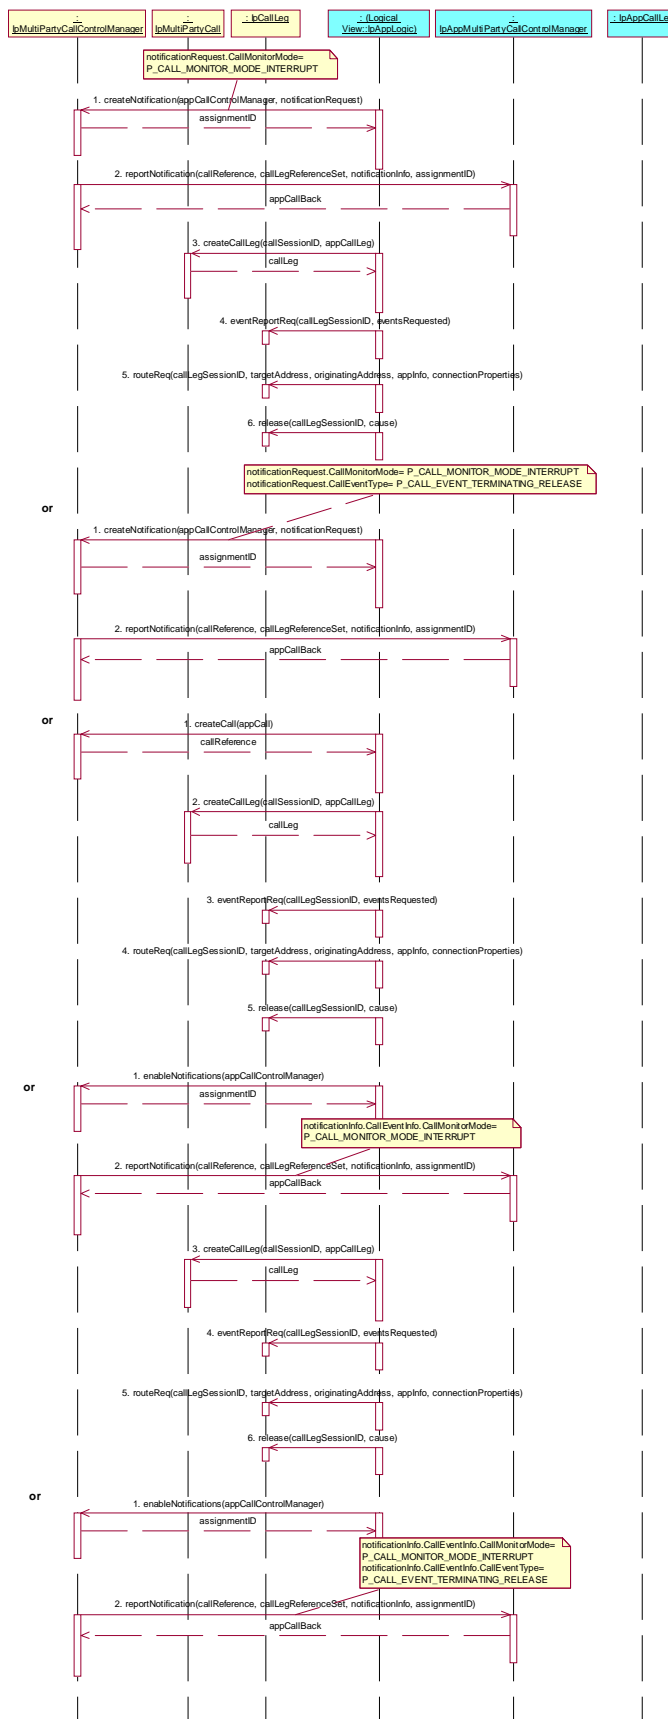 :
IpMultiPartyCallControlManager
:
IpMultiPartyCall
: IpCallLeg
: (Logical
View::IpAppLogic)
:
IpAppMultiPartyCallControlManager
: IpAppCallLe
notificationRequest.CallMonitorMode=
P_CALL_MONITOR_MODE_INTERRUPT
1. createNotification(appCallControlManager, notificationRequest)
assignmentID
2. reportNotification(callReference, callLegReferenceSet, notificationInfo, assignmentID)
appCallBack
3. createCallLeg(callSessionID, appCallLeg)
callLeg
4. eventReportReq(callLegSessionID, eventsRequested)
5. routeReq(callLegSessionID, targetAddress, originatingAddress, appInfo, connectionProperties)
6. release(callLegSessionID, cause)
notificationRequest.CallMonitorMode= P_CALL_MONITOR_MODE_INTERRUPT
notificationRequest.CallEventType= P_CALL_EVENT_TERMINATING_RELEASE
or
1. createNotification(appCallControlManager, notificationRequest)
assignmentID
2. reportNotification(callReference, callLegReferenceSet, notificationInfo, assignmentID)
appCallBack
or
1. createCall(appCall)
callReference
2. createCallLeg(callSessionID, appCallLeg)
callLeg
3. eventReportReq(callLegSessionID, eventsRequested)
4. routeReq(callLegSessionID, targetAddress, originatingAddress, appInfo, connectionProperties)
5. release(callLegSessionID, cause)
or
1. enableNotifications(appCallControlManager)
assignmentID
notificationInfo.CallEventInfo.CallMonitorMode=
P_CALL_MONITOR_MODE_INTERRUPT
2. reportNotification(callReference, callLegReferenceSet, notificationInfo, assignmentID)
appCallBack
3. createCallLeg(callSessionID, appCallLeg)
callLeg
4. eventReportReq(callLegSessionID, eventsRequested)
5. routeReq(callLegSessionID, targetAddress, originatingAddress, appInfo, connectionProperties)
6. release(callLegSessionID, cause)
or
1. enableNotifications(appCallControlManager)
assignmentID
notificationInfo.CallEventInfo.CallMonitorMode=
P_CALL_MONITOR_MODE_INTERRUPT
notificationInfo.CallEventInfo.CallEventType=
P_CALL_EVENT_TERMINATING_RELEASE
2. reportNotification(callReference, callLegReferenceSet, notificationInfo, assignmentID)
appCallBack